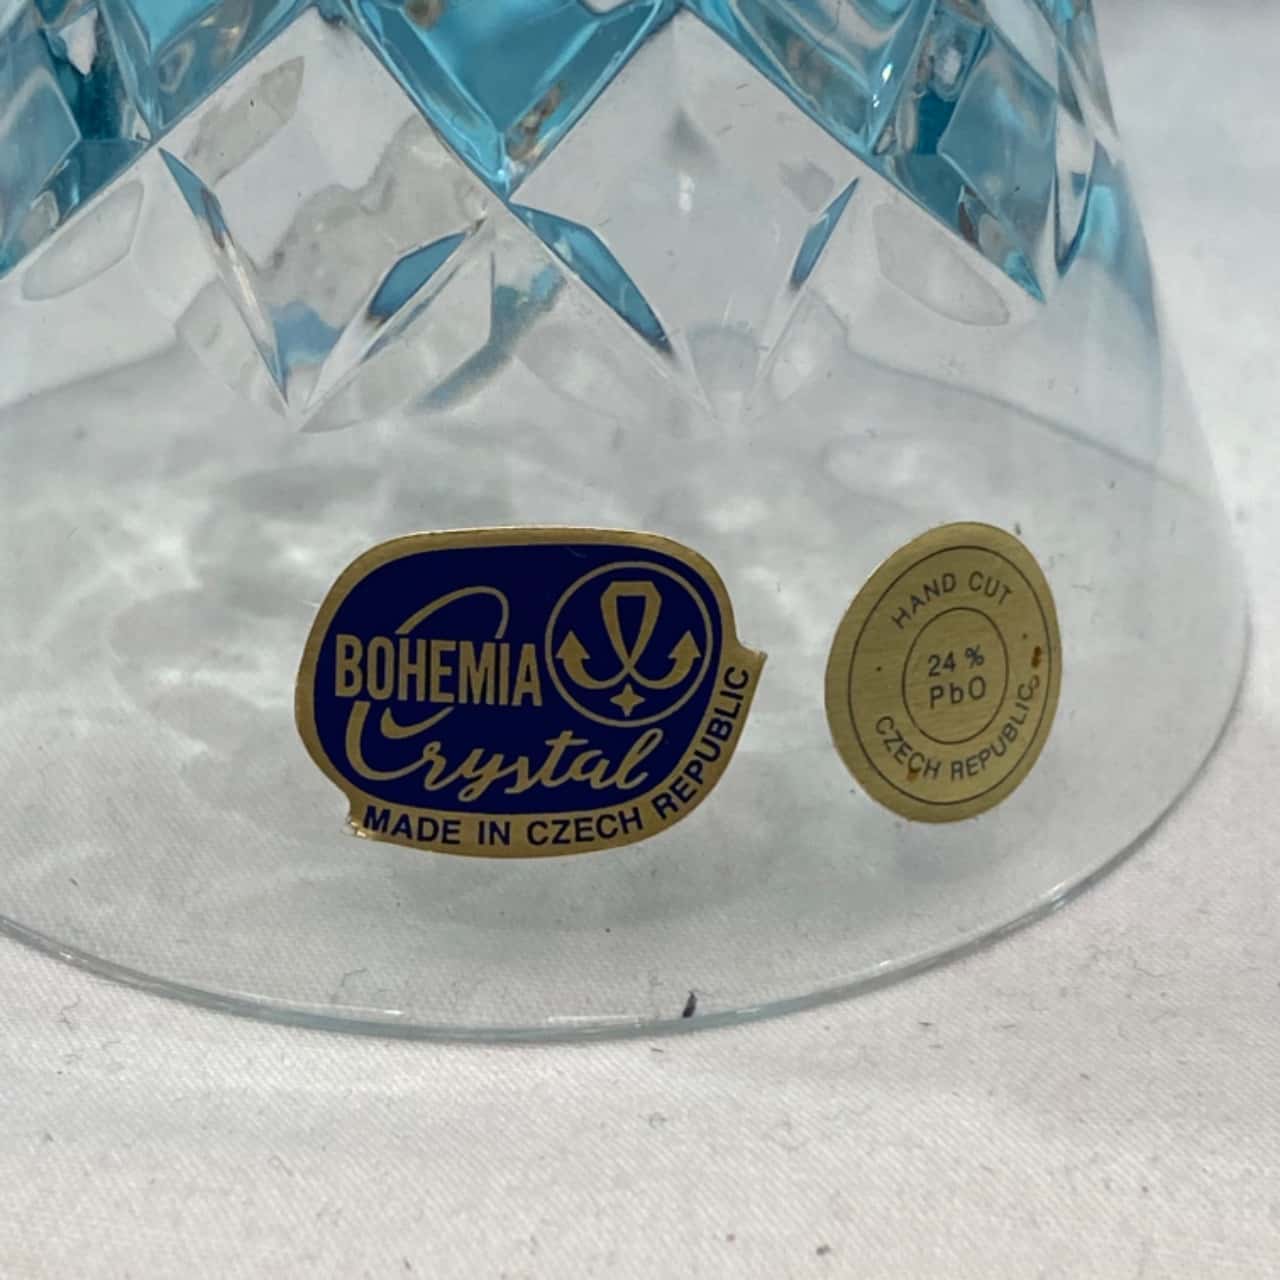 BOHEMIA
Crystal
MADE IN CZECH REPUBLIC
HAND CUT
24 %
PbO
CZECH REPUBLIC